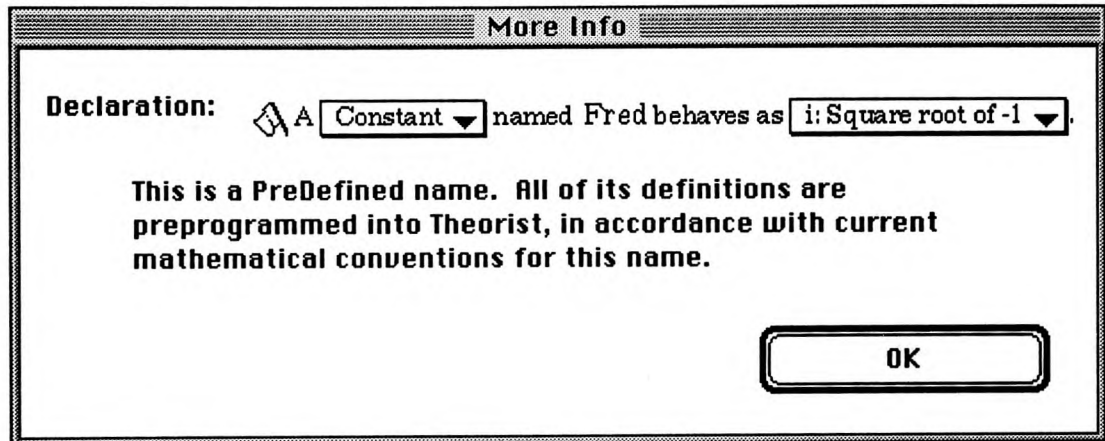 More Info
Declaration: A Constant named Fred behaves as i: Square root of -1 .
This is a PreDefined name. All of its definitions are
preprogrammed into Theorist, in accordance with current
mathematical conventions for this name.
OK